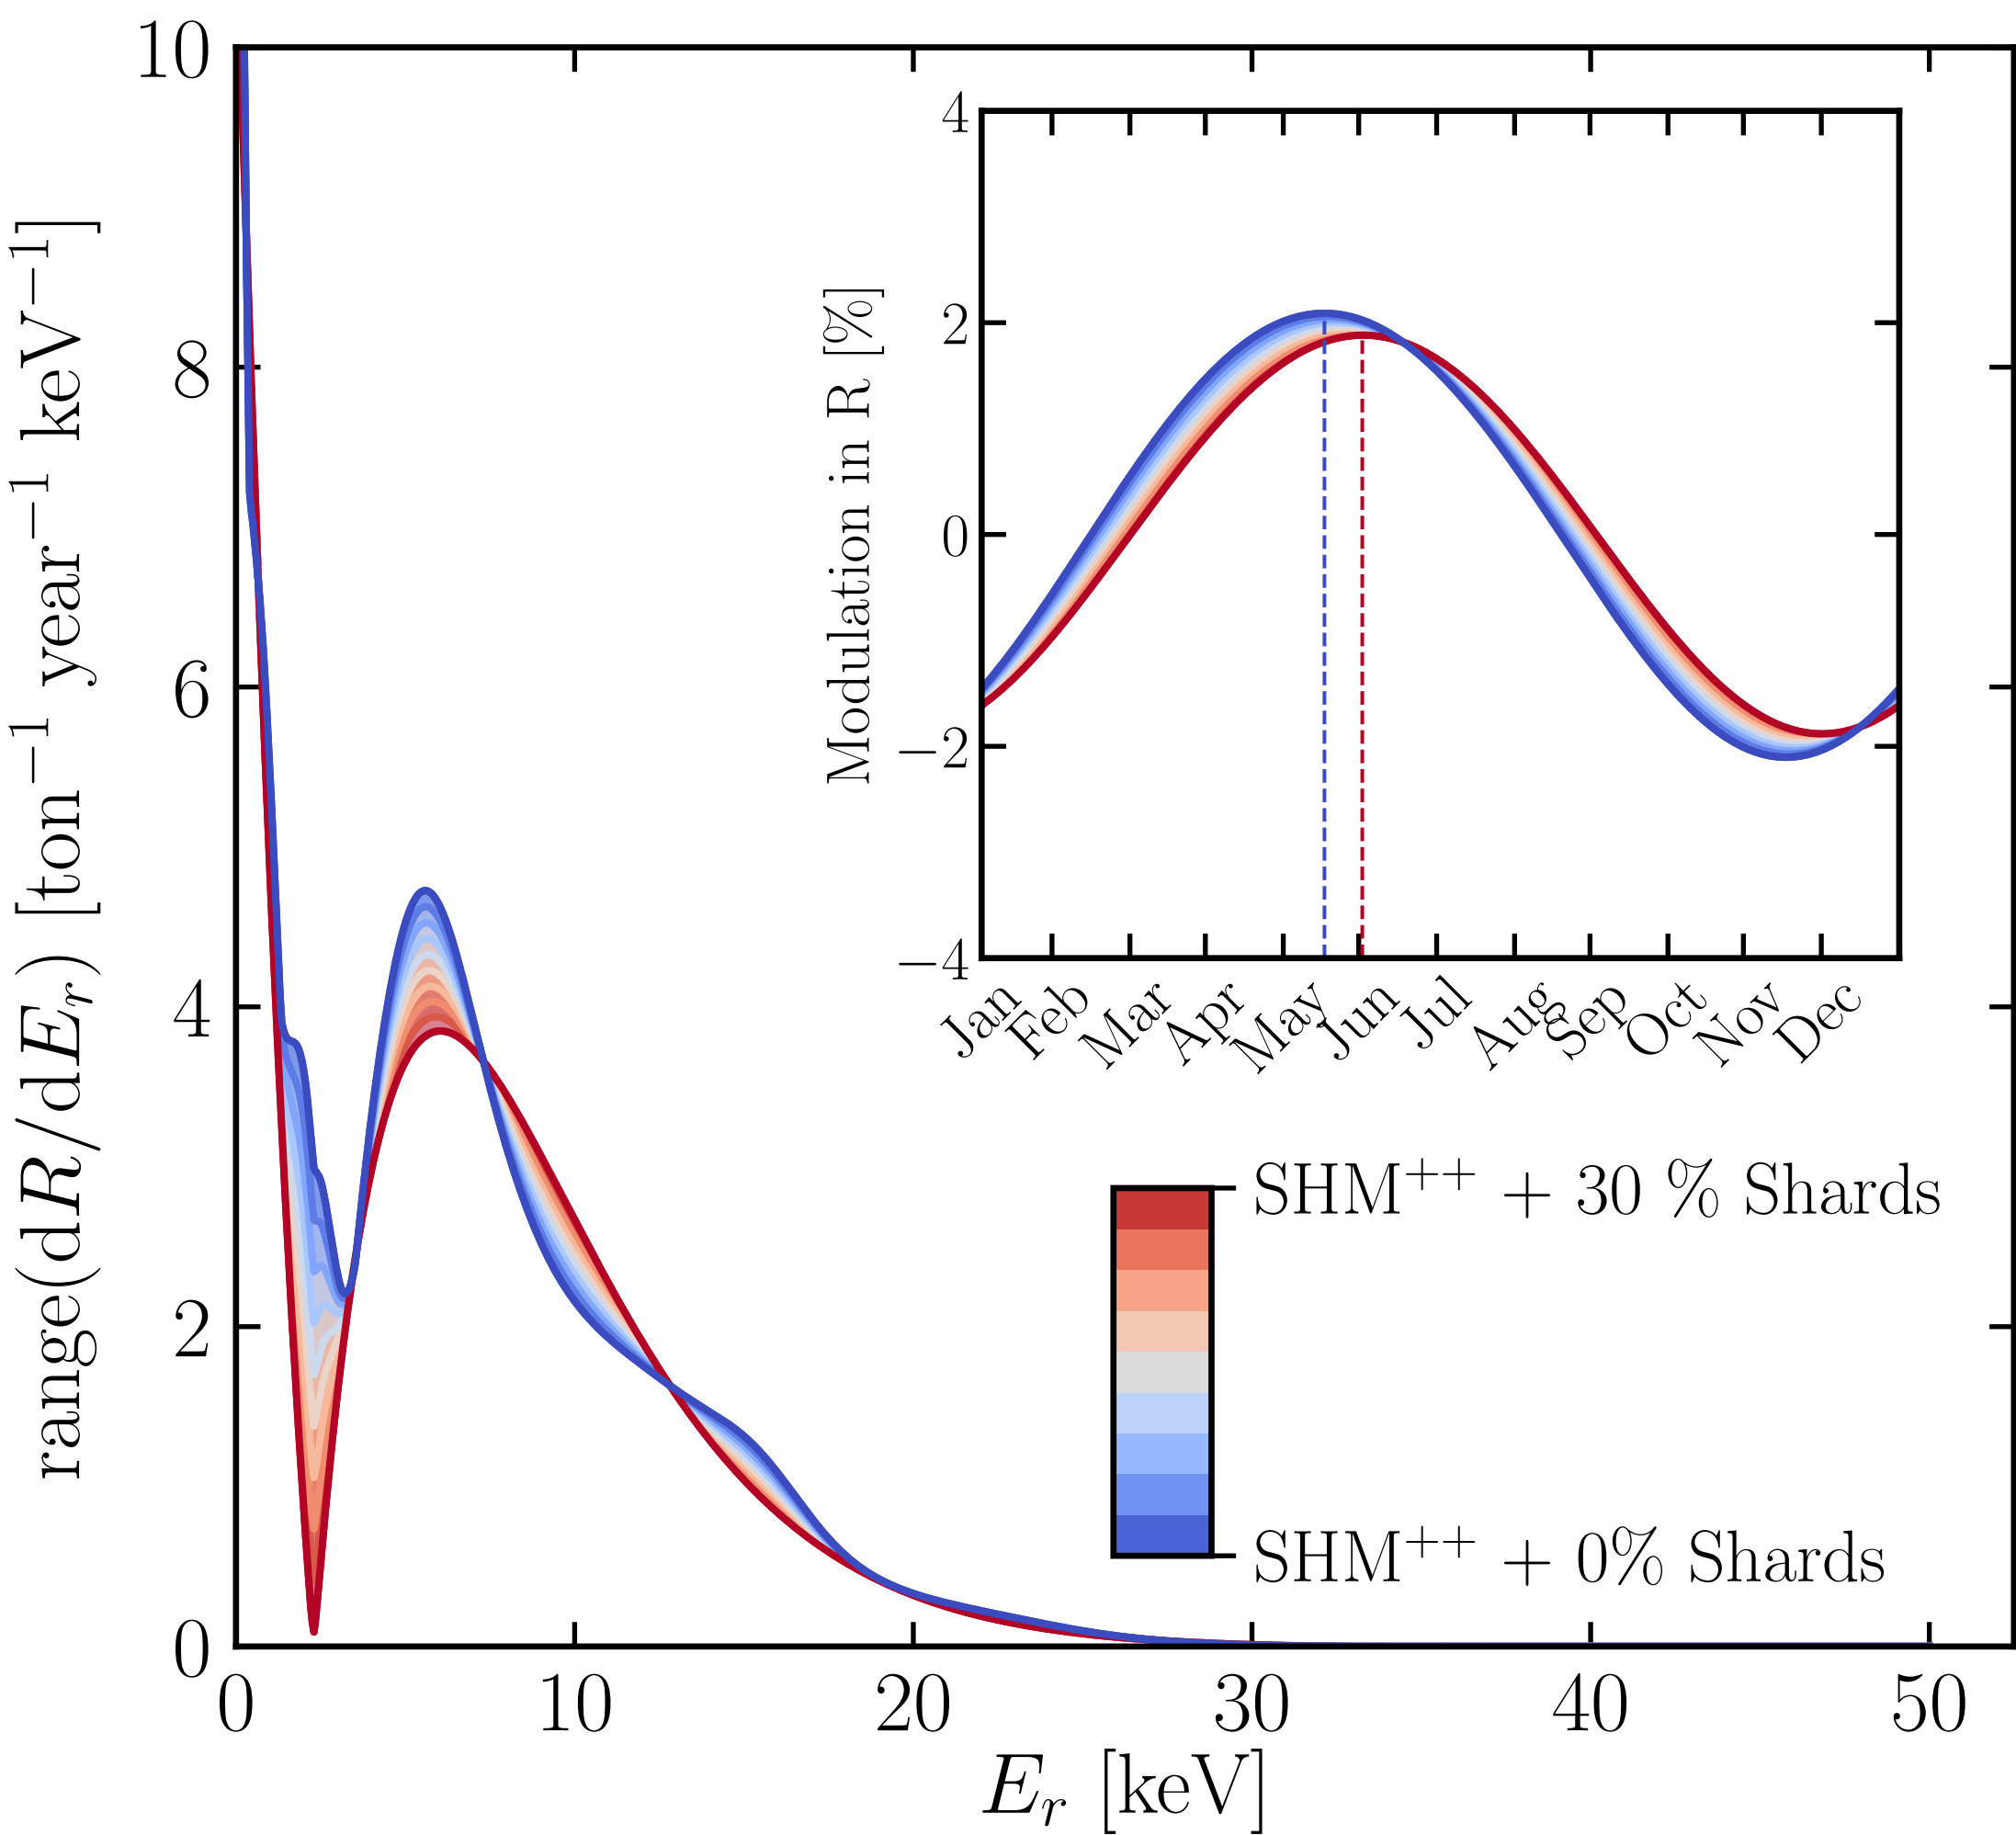 range(dR/dE_r) [ton⁻¹ year⁻¹ keV⁻¹]
10
8
6
4
2
0
0 10 20 30 40 50
E_r [keV]
Modulation in R [%]
4
2
0
−2
−4
Jan Feb Mar Apr May Jun Jul Aug Sep Oct Nov Dec
SHM⁺⁺ + 30 % Shards
SHM⁺⁺ + 0% Shards